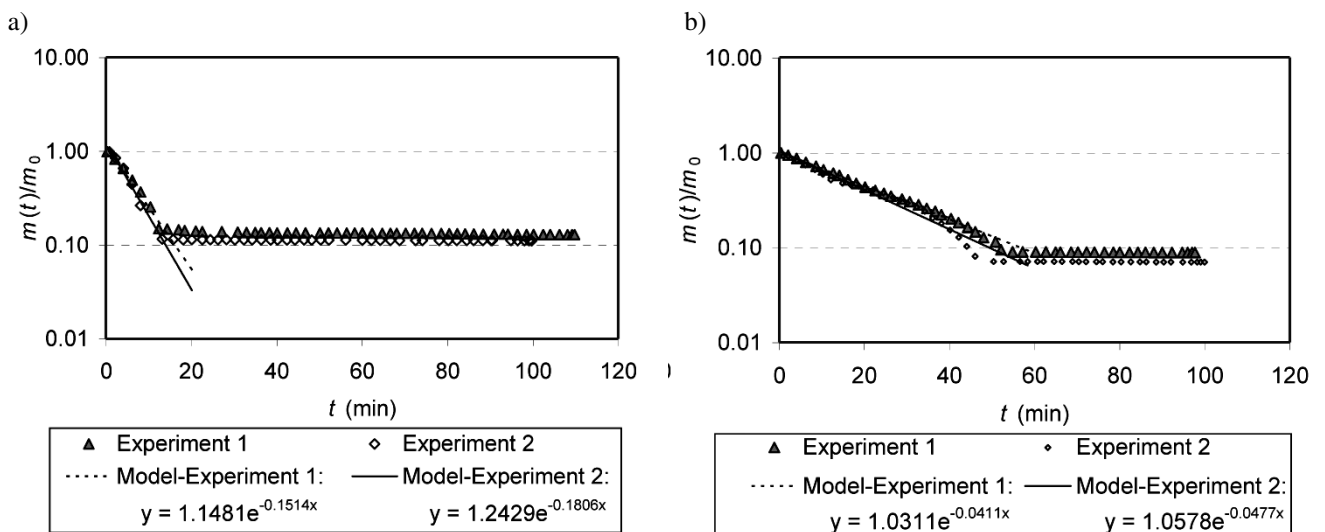 a)
10.00
1.00
0.10
0.01
m(t)/m0
0 20 40 60 80 100 120
t (min)
▲ Experiment 1 ◇ Experiment 2
Model-Experiment 1: Model-Experiment 2:
y = 1.1481e^-0.1514x y = 1.2429e^-0.1806x
b)
10.00
1.00
0.10
0.01
m(t)/m0
0
0 20 40 60 80 100 120
t (min)
▲ Experiment 1 ◇ Experiment 2
Model-Experiment 1: Model-Experiment 2:
y = 1.0311e^-0.0411x y = 1.0578e^-0.0477x